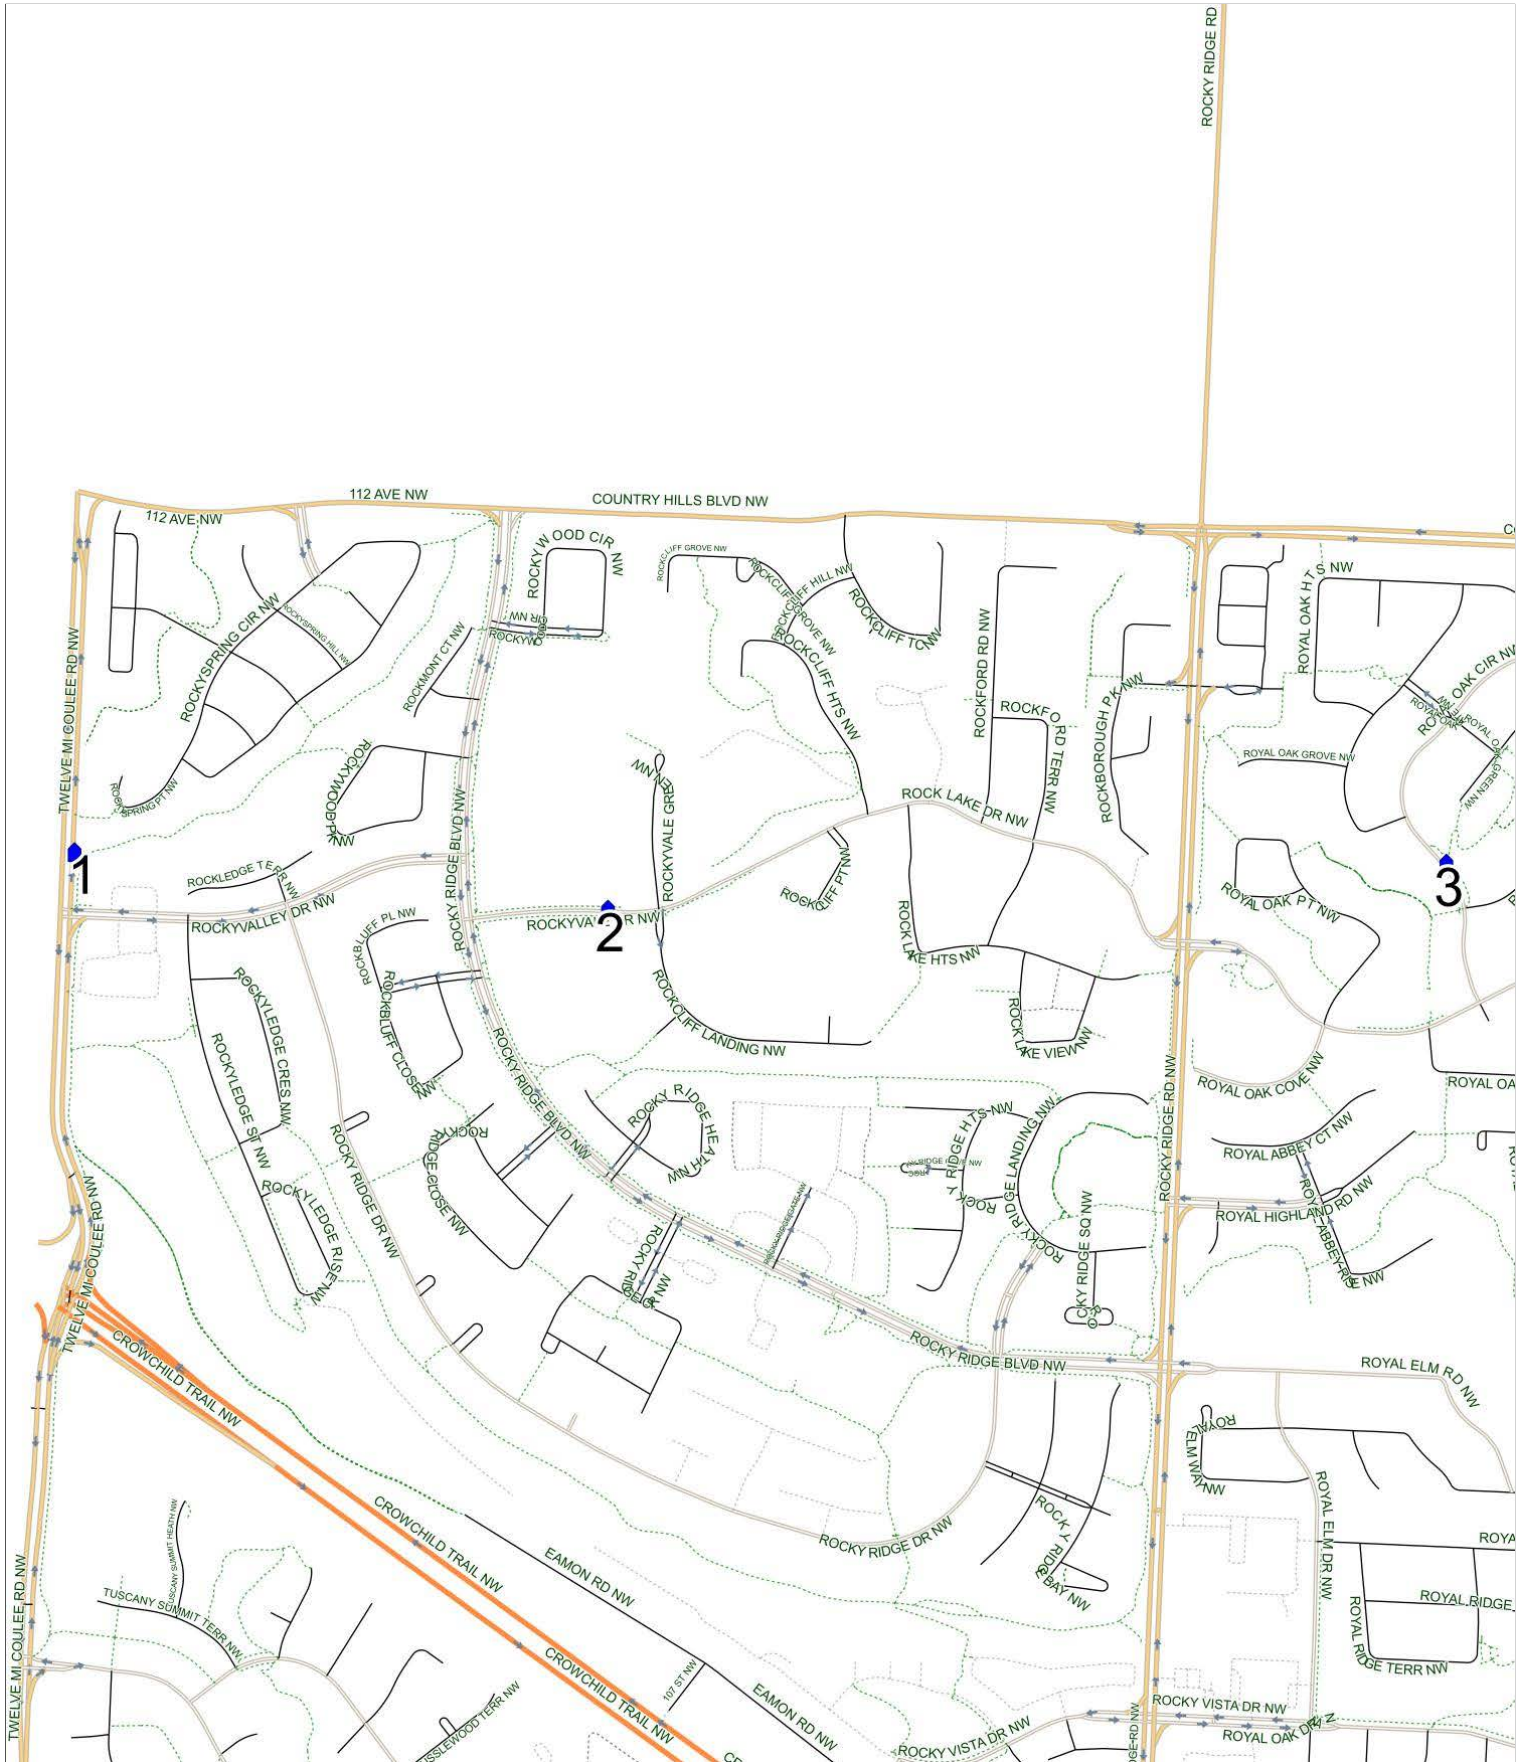 ROCKY RIDGE RD
112 AVE NW
COUNTRY HILLS BLVD NW
112 AVE NW
ROCKYWOOD CIR NW
ROCKCLIFF GROVE NW
ROCKCLIFF HILL NW
ROCKCLIFF GROVE NW
ROYAL OAK HTS NW
TWELVE MI COULEE RD NW
ROCKYSPRING CIR NW
ROCKYSPRING HILL NW
ROCKMONT CT NW
ROCKCLIFF TC NW
ROCKCLIFF HTS NW
ROCKFORD RD NW
ROCKBOROUGH PK NW
ROCKFORD TERR NW
ROYAL OAK GROVE NW
ROYAL OAK GREEN NW
ROCKYWOOD PK NW
ROCKYVALE GREEN NW
ROCK LAKE DR NW
1
2
3
ROCKLEDGE TERR NW
ROCKYVALLEY DR NW
ROCKY RIDGE BLVD NW
ROCKBLUFF PL NW
ROCKCLIFF PT NW
ROCK LAKE HTS NW
ROYAL OAK PT NW
ROCKYLEDGE CRES NW
ROCKYLEDGE ST NW
ROCKBLUFF CLOSE NW
ROCKCLIFF LANDING NW
ROCK LAKE VIEW NW
ROCKY RIDGE RD NW
ROYAL OAK COVE NW
ROYAL OA
ROCKY RIDGE BLVD NW
ROCKY RIDGE HEATH NW
ROCKY RIDGE CLOSE NW
ROCKY RIDGE LANDING NW
ROYAL ABBEY CT NW
ROYAL HIGHLAND RD NW
ROCKYLEDGE RISE NW
ROCKY RIDGE DR NW
TWELVE MI COULEE RD NW
CROWCHILD TRAIL NW
ROCKY RIDGE BLVD NW
ROYAL ELM RD NW
ROYAL ELM WAY NW
CROWCHILD TRAIL NW
EAMON RD NW
ROCKY RIDGE DR NW
ROCKY RIDGE BAY NW
ROYAL ELM DR NW
ROYA
TWELVE MI COULEE RD NW
TUSCANY SUMMIT TERR NW
ROYAL RIDGE
ROYAL RIDGE TERR NW
CROWCHILD TRAIL NW
107 ST NW
EAMON RD NW
ROCKY VISTA DR NW
ROCKY VISTA DR NW
ROYAL OAK DR N